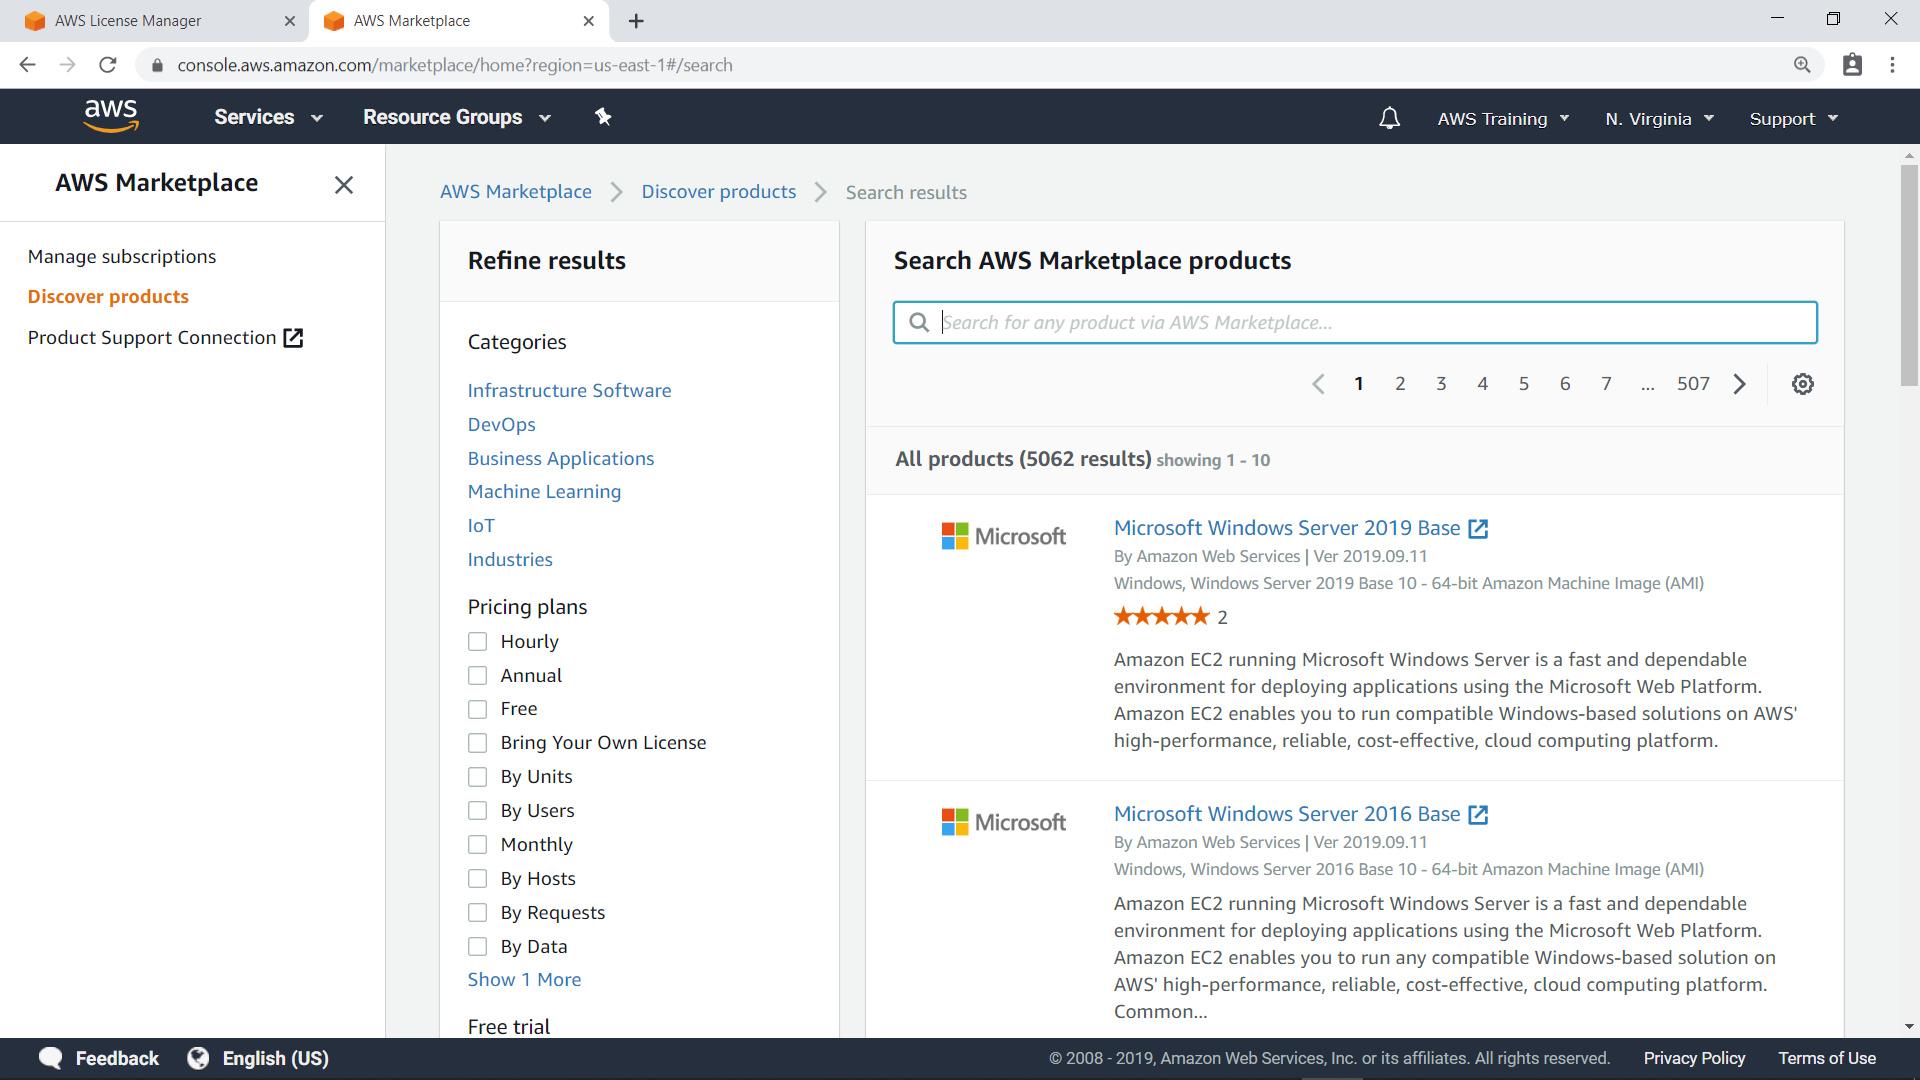 AWS License Manager
AWS Marketplace
console.aws.amazon.com/marketplace/home?region=us-east-1#/search
aws
Services
Resource Groups
AWS Training
N. Virginia
Support
AWS Marketplace
Manage subscriptions
Discover products
Product Support Connection
AWS Marketplace
Discover products
Search results
Refine results
Categories
Infrastructure Software
DevOps
Business Applications
Machine Learning
IoT
Industries
Pricing plans
Hourly
Annual
Free
Bring Your Own License
By Units
By Users
Monthly
By Hosts
By Requests
By Data
Show 1 More
Free trial
Search AWS Marketplace products
Search for any product via AWS Marketplace...
1 2 3 4 5 6 7 ... 507
All products (5062 results) showing 1 - 10
Microsoft
Microsoft Windows Server 2019 Base
By Amazon Web Services | Ver 2019.09.11
Windows, Windows Server 2019 Base 10 - 64-bit Amazon Machine Image (AMI)
2
Amazon EC2 running Microsoft Windows Server is a fast and dependable
environment for deploying applications using the Microsoft Web Platform.
Amazon EC2 enables you to run compatible Windows-based solutions on AWS'
high-performance, reliable, cost-effective, cloud computing platform.
Microsoft
Microsoft Windows Server 2016 Base
By Amazon Web Services | Ver 2019.09.11
Windows, Windows Server 2016 Base 10 - 64-bit Amazon Machine Image (AMI)
Amazon EC2 running Microsoft Windows Server is a fast and dependable
environment for deploying applications using the Microsoft Web Platform.
Amazon EC2 enables you to run any compatible Windows-based solution on
AWS' high-performance, reliable, cost-effective, cloud computing platform.
Common...
Feedback
English (US)
© 2008 - 2019, Amazon Web Services, Inc. or its affiliates. All rights reserved.
Privacy Policy
Terms of Use